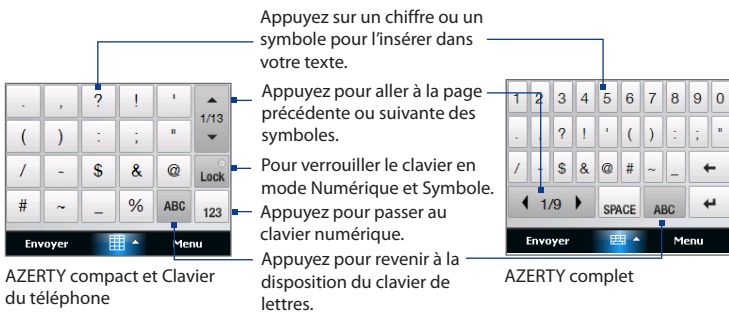 Appuyez sur un chiffre ou un
symbole pour l'insérer dans
votre texte.
Appuyez pour aller à la page
précédente ou suivante des
symboles.
Pour verrouiller le clavier en
mode Numérique et Symbole.
Appuyez pour passer au
clavier numérique.
Appuyez pour revenir à la
disposition du clavier de
lettres.
. , ? ! ' 1/13
( ) : ; "
/ - $ & @ Lock
# ~ _ % ABC 123
Envoyer Menu
AZERTY compact et Clavier
du téléphone
1 2 3 4 5 6 7 8 9 0
. , ? ! ' ( ) : ; "
/ - $ & @ # ~ _ ←
1/9 SPACE ABC ↵
Envoyer Menu
AZERTY complet